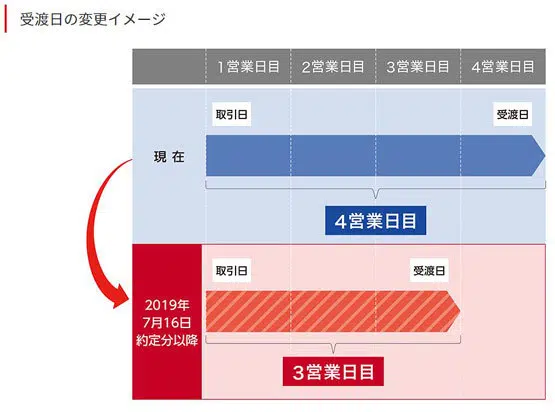 受渡日の変更イメージ
1営業日目 2営業日目 3営業日目 4営業日目
取引日 受渡日
現在
4営業日目
取引日 受渡日
2019年
7月16日
約定分以降
3営業日目